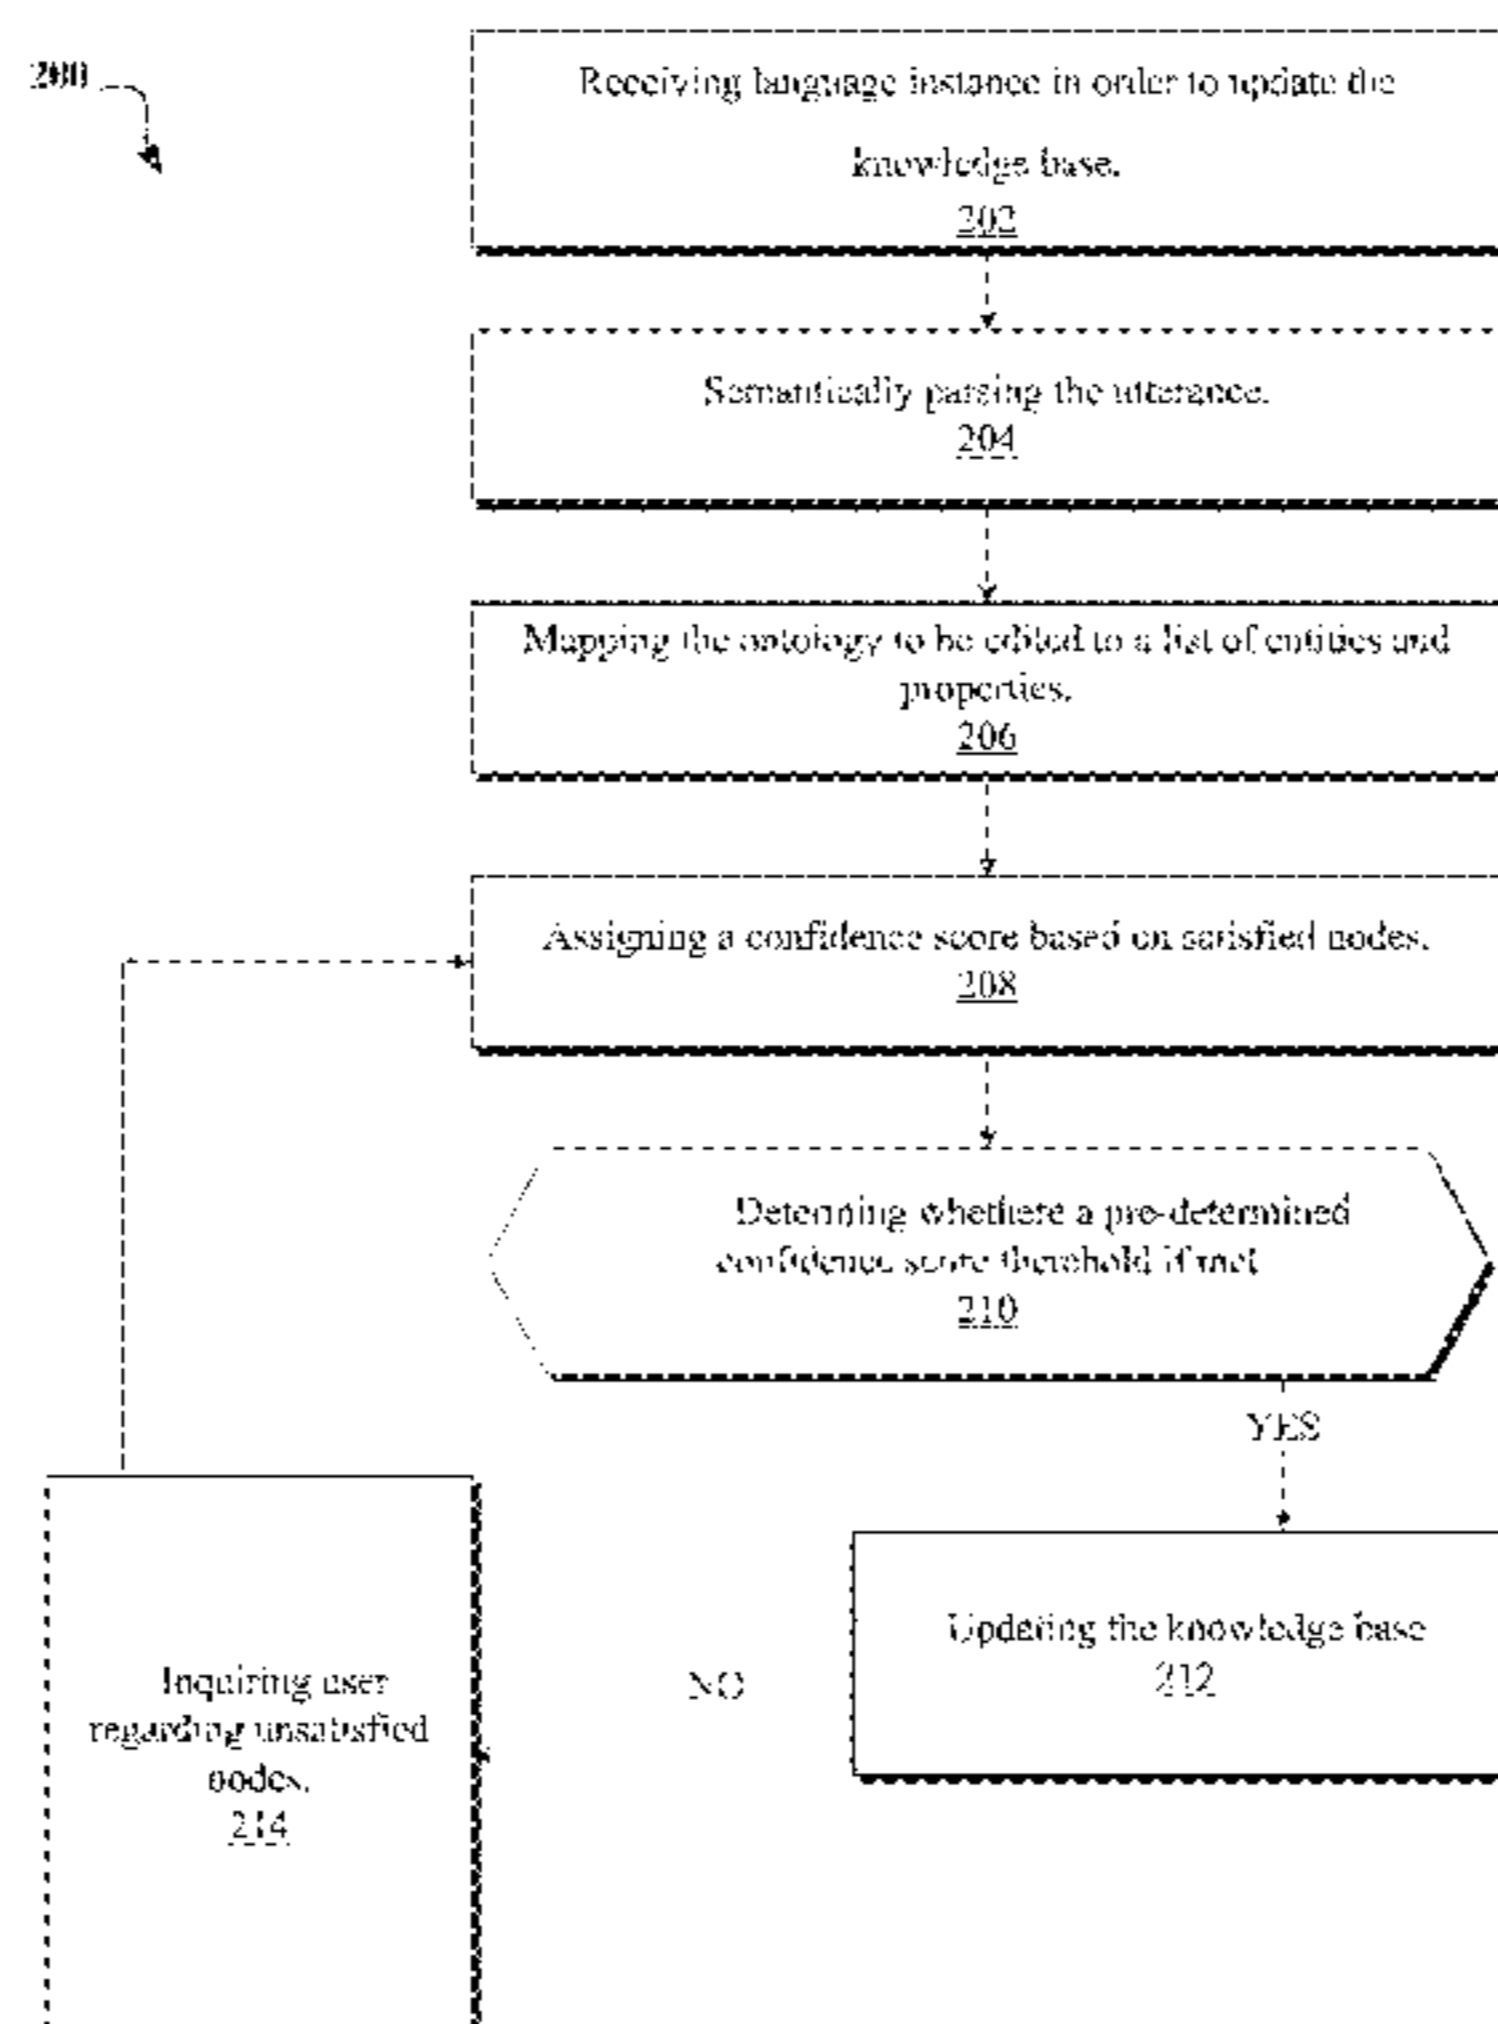 200
Receiving language instance in order to update the
knowledge base.
202
Semantically parsing the utterance.
204
Mapping the ontology to be edited to a list of entities and
properties.
206
Assigning a confidence score based on satisfied nodes.
208
Deterining whethere a pre-determined
confidence score therehold if met
210
YES
Updating the knowledge base
212
NO
Inquiring user
regarding unsatisfied
nodes.
214